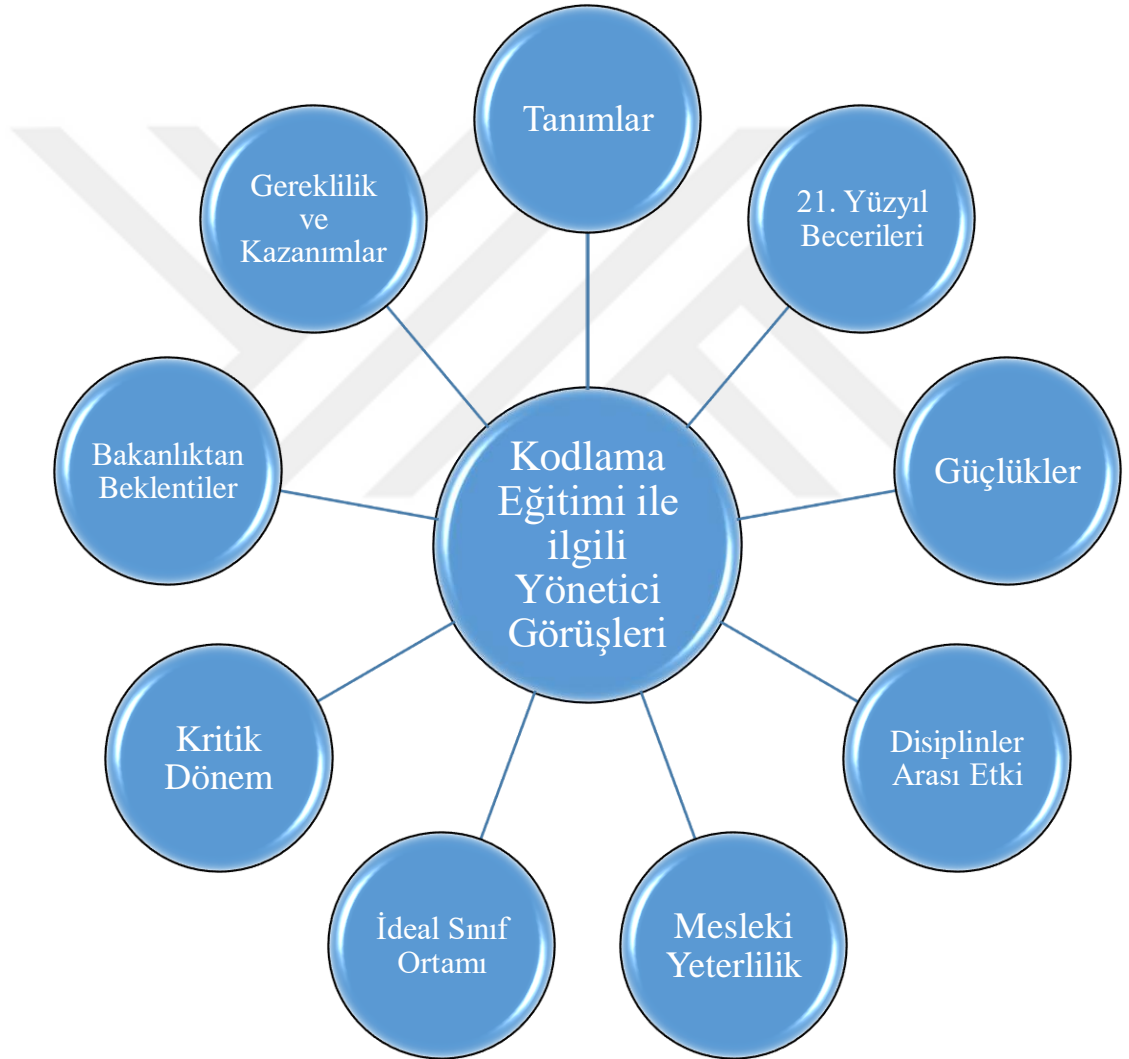 Tanımlar
21. Yüzyıl
Becerileri
Güçlükler
Disiplinler
Arası Etki
Mesleki
Yeterlilik
İdeal Sınıf
Ortamı
Kritik
Dönem
Bakanlıktan
Beklentiler
Gereklilik
ve
Kazanımlar
Kodlama
Eğitimi ile
ilgili
Yönetici
Görüşleri